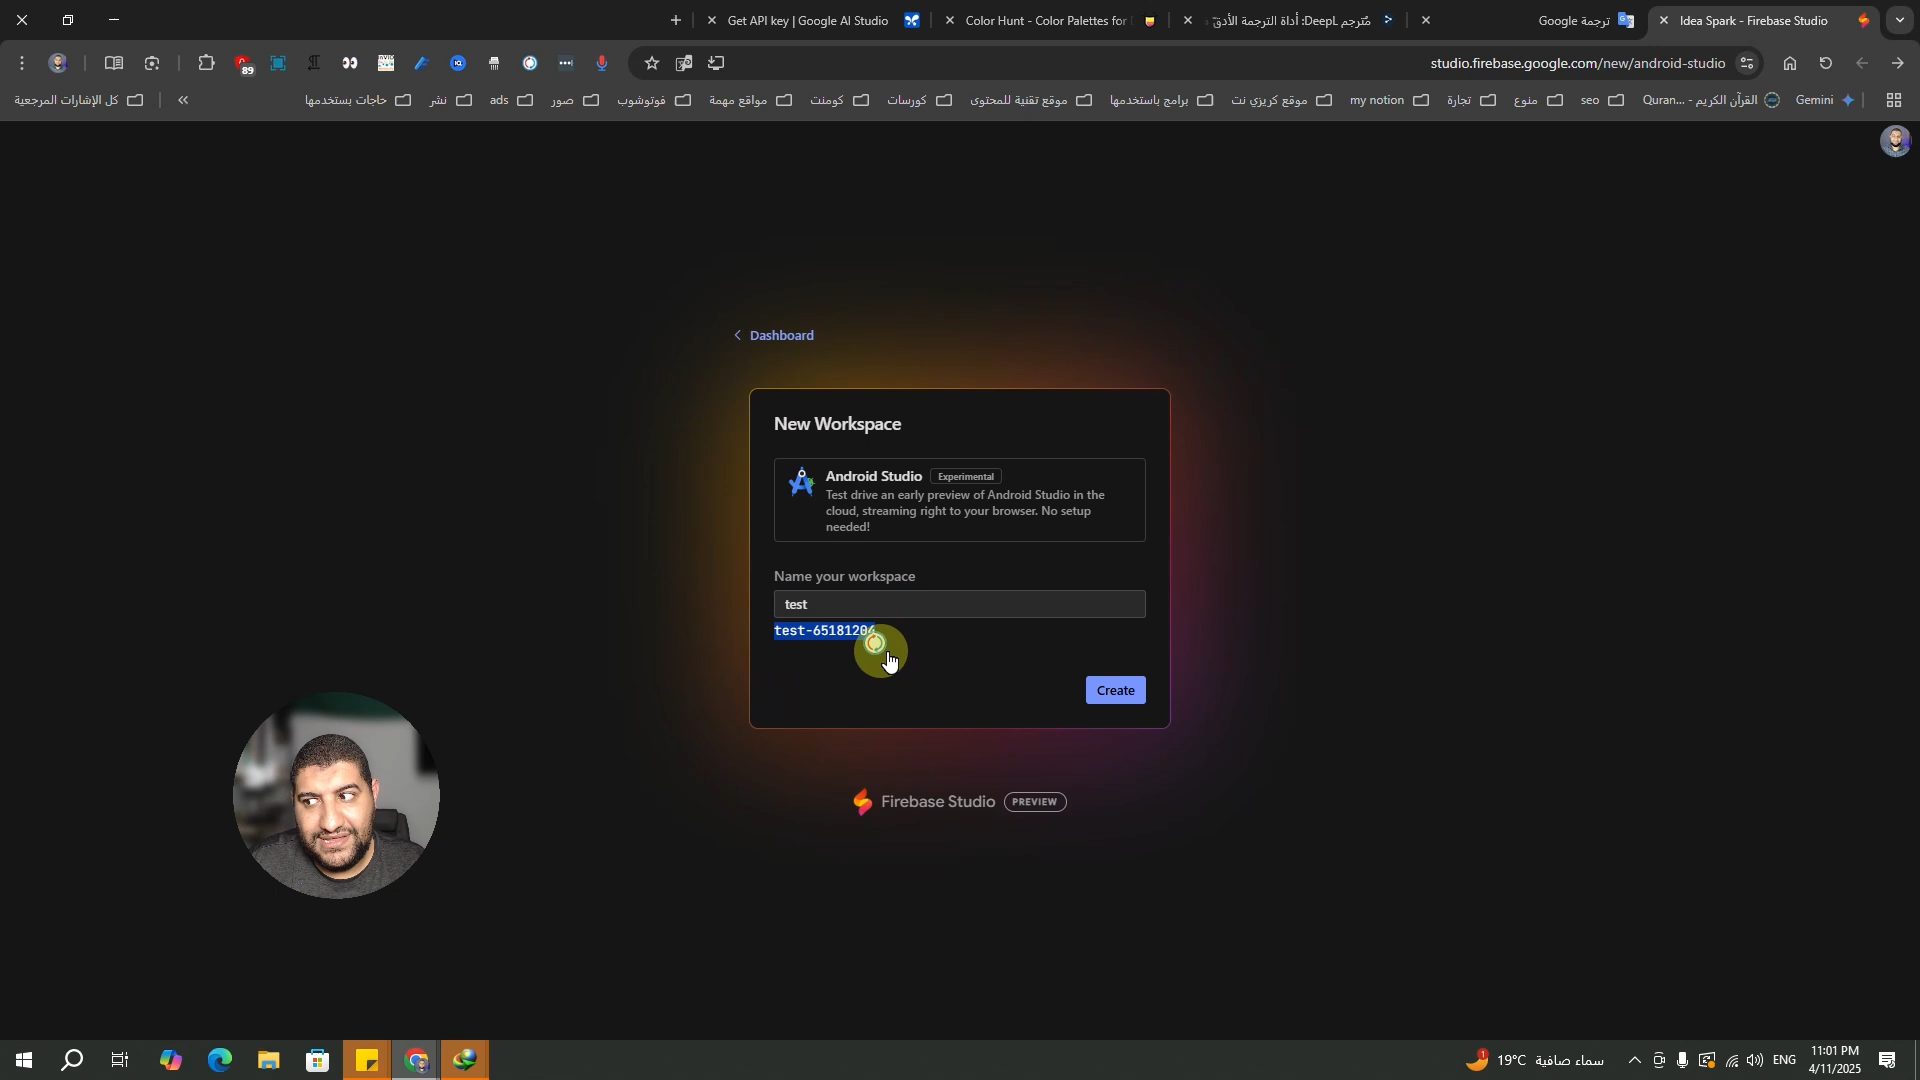 Get API key | Google AI Studio
Color Hunt - Color Palettes for
مُترجم DeepL: أداة الترجمة الأدقّ
ترجمة Google
Idea Spark - Firebase Studio
89
studio.firebase.google.com/new/android-studio
كل الإشارات المرجعية
حاجات بستخدمها
نشر
ads
صور
فوتوشوب
مواقع مهمة
كومنت
كورسات
موقع تقنية للمحتوى
برامج باستخدمها
موقع كريزي نت
my notion
تجارة
منوع
seo
القرآن الكريم - Quran...
Gemini
Dashboard
New Workspace
Android Studio
Experimental
Test drive an early preview of Android Studio in the
cloud, streaming right to your browser. No setup
needed!
Name your workspace
test
test-65181204
Create
Firebase Studio
PREVIEW
1
19°C
سماء صافية
ENG
11:01 PM
4/11/2025